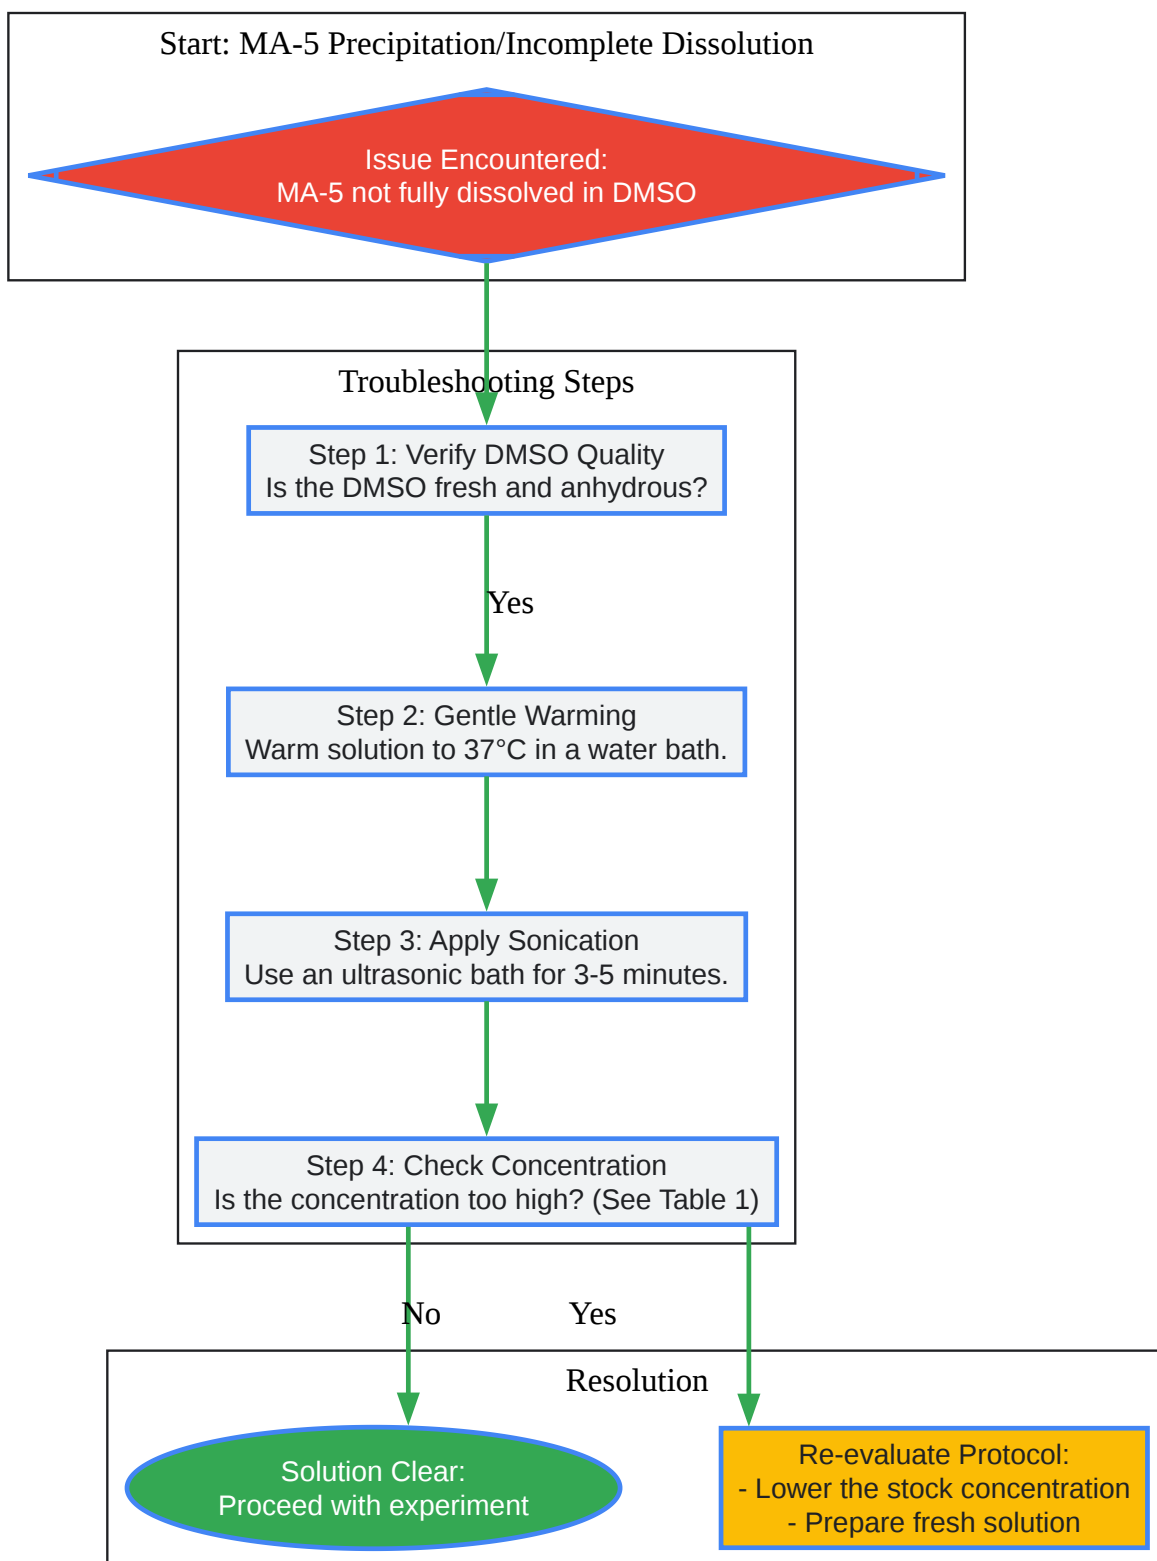 Start: MA-5 Precipitation/Incomplete Dissolution
Issue Encountered:
MA-5 not fully dissolved in DMSO
Troubleshooting Steps
Step 1: Verify DMSO Quality
Is the DMSO fresh and anhydrous?
Yes
Step 2: Gentle Warming
Warm solution to 37°C in a water bath.
Step 3: Apply Sonication
Use an ultrasonic bath for 3-5 minutes.
Step 4: Check Concentration
Is the concentration too high? (See Table 1)
No
Yes
Resolution
Solution Clear:
Proceed with experiment
Re-evaluate Protocol:
- Lower the stock concentration
- Prepare fresh solution